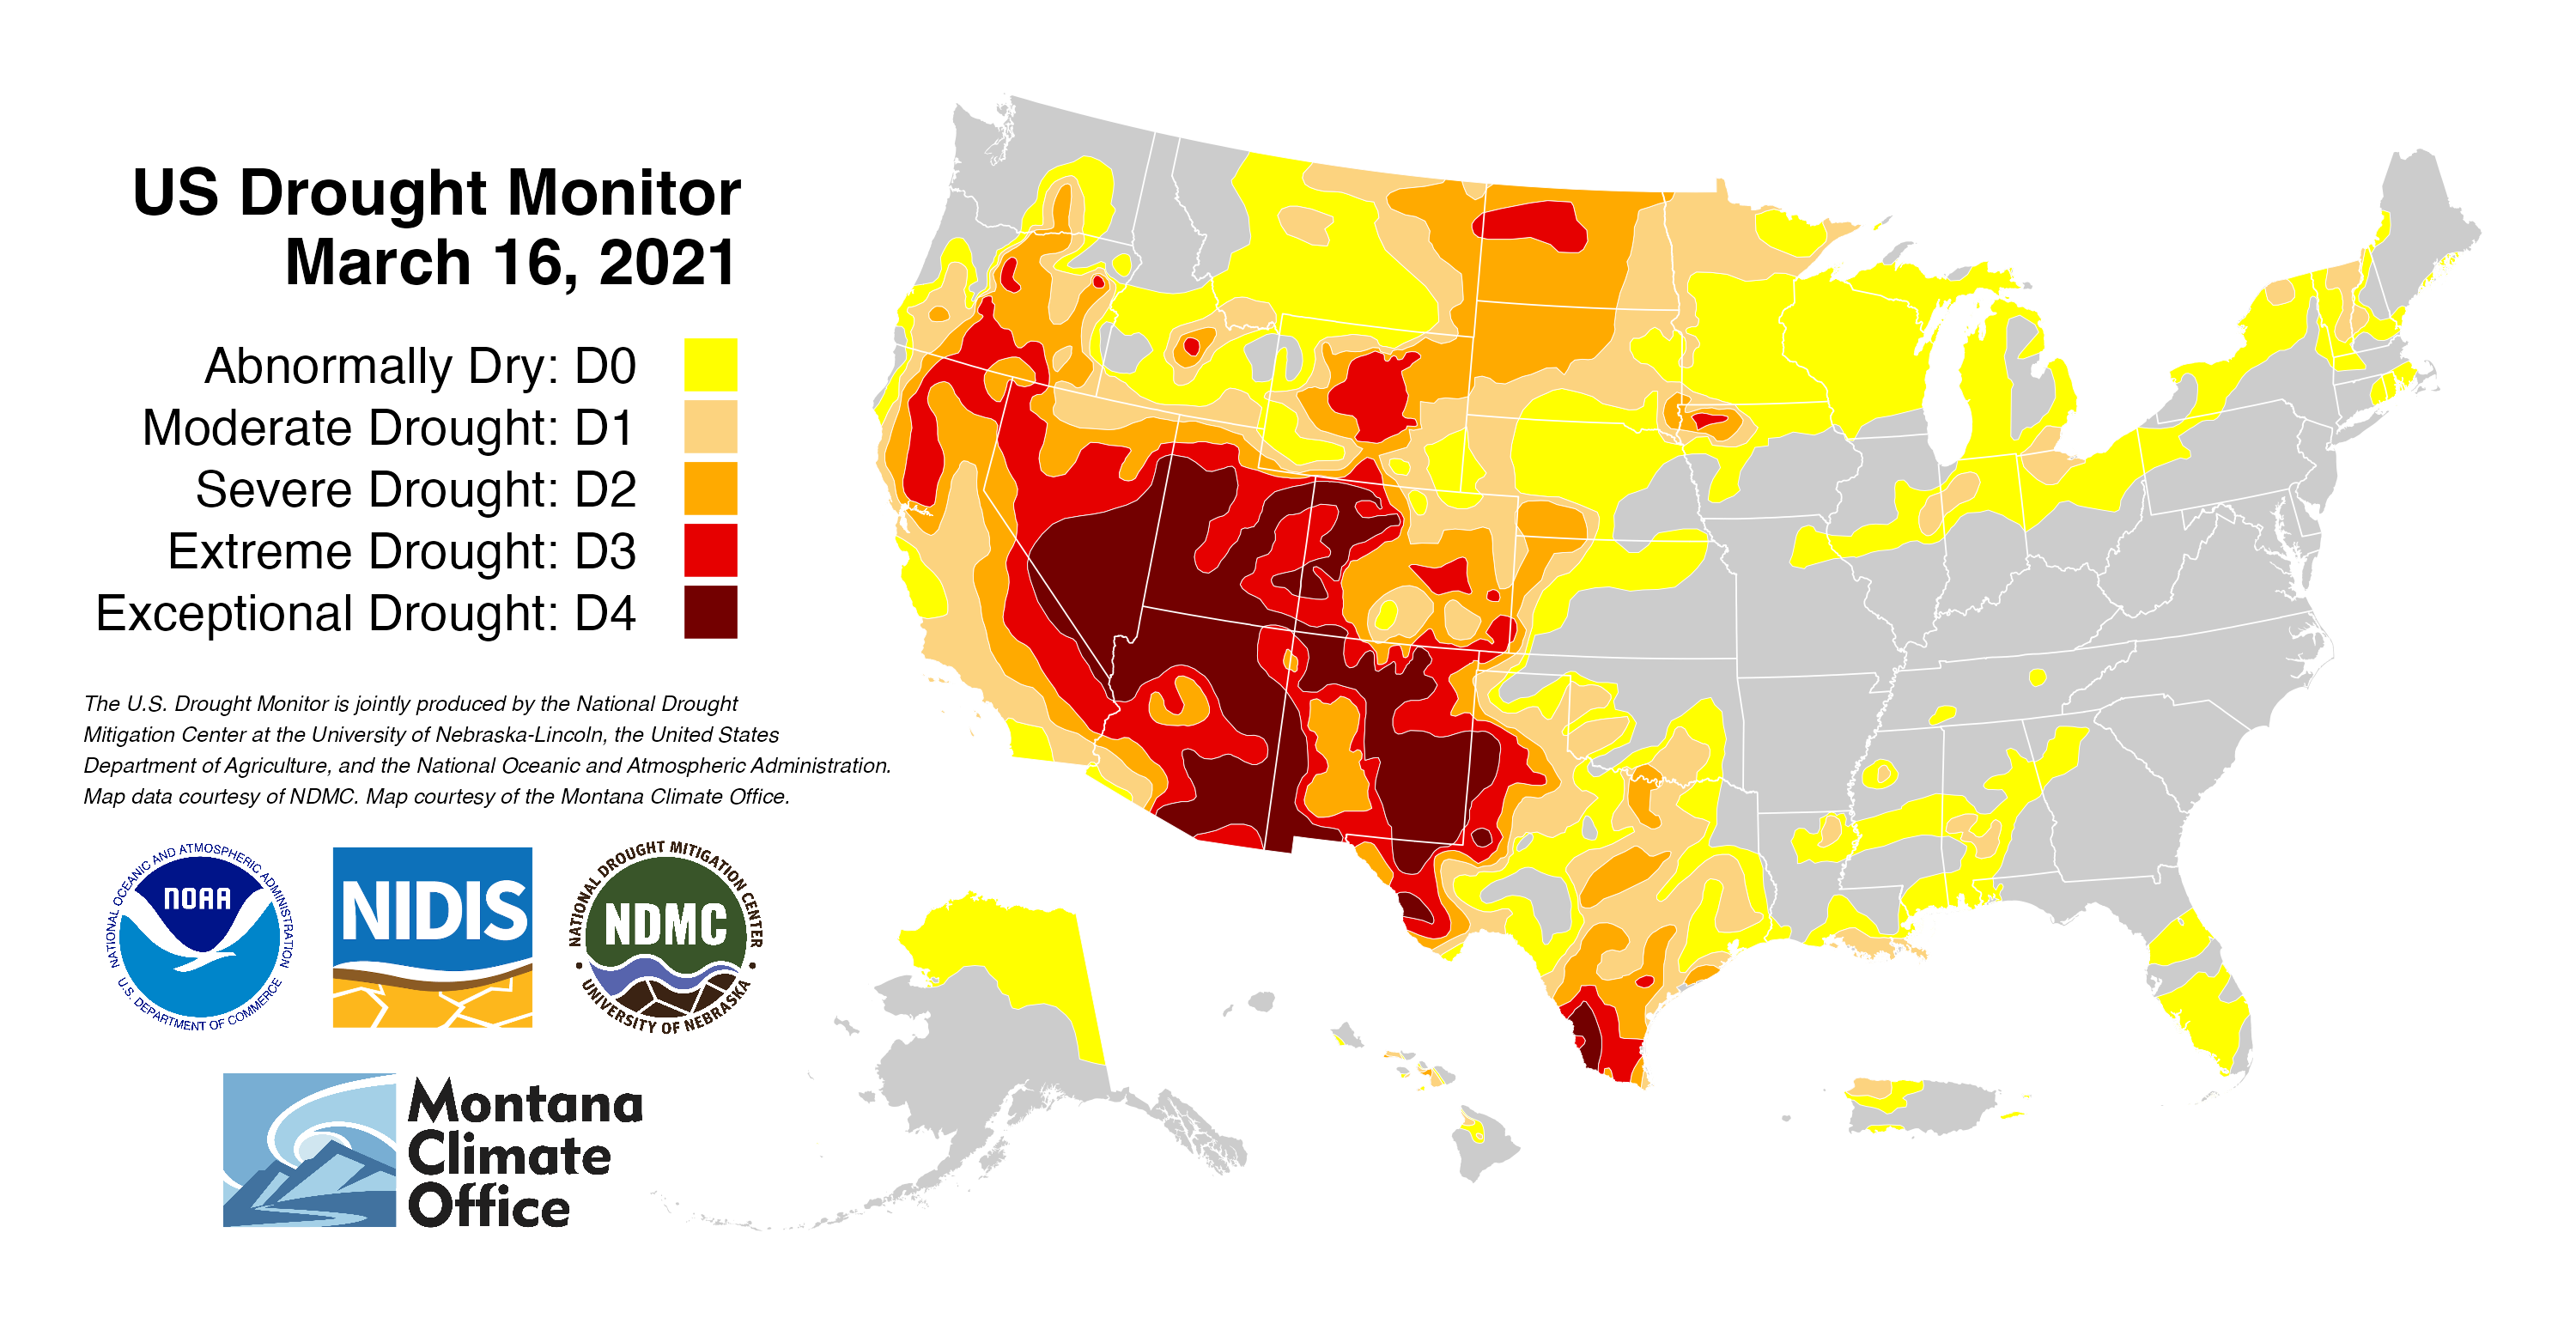 US Drought Monitor
March 16, 2021
Abnormally Dry: D0
Moderate Drought: D1
Severe Drought: D2
Extreme Drought: D3
Exceptional Drought: D4
The U.S. Drought Monitor is jointly produced by the National Drought
Mitigation Center at the University of Nebraska-Lincoln, the United States
Department of Agriculture, and the National Oceanic and Atmospheric Administration.
Map data courtesy of NDMC. Map courtesy of the Montana Climate Office.
NATIONAL OCEANIC AND ATMOSPHERIC ADMINISTRATION
NOAA
U.S. DEPARTMENT OF COMMERCE
NIDIS
NATIONAL DROUGHT MITIGATION CENTER
NDMC
UNIVERSITY OF NEBRASKA
Montana
Climate
Office